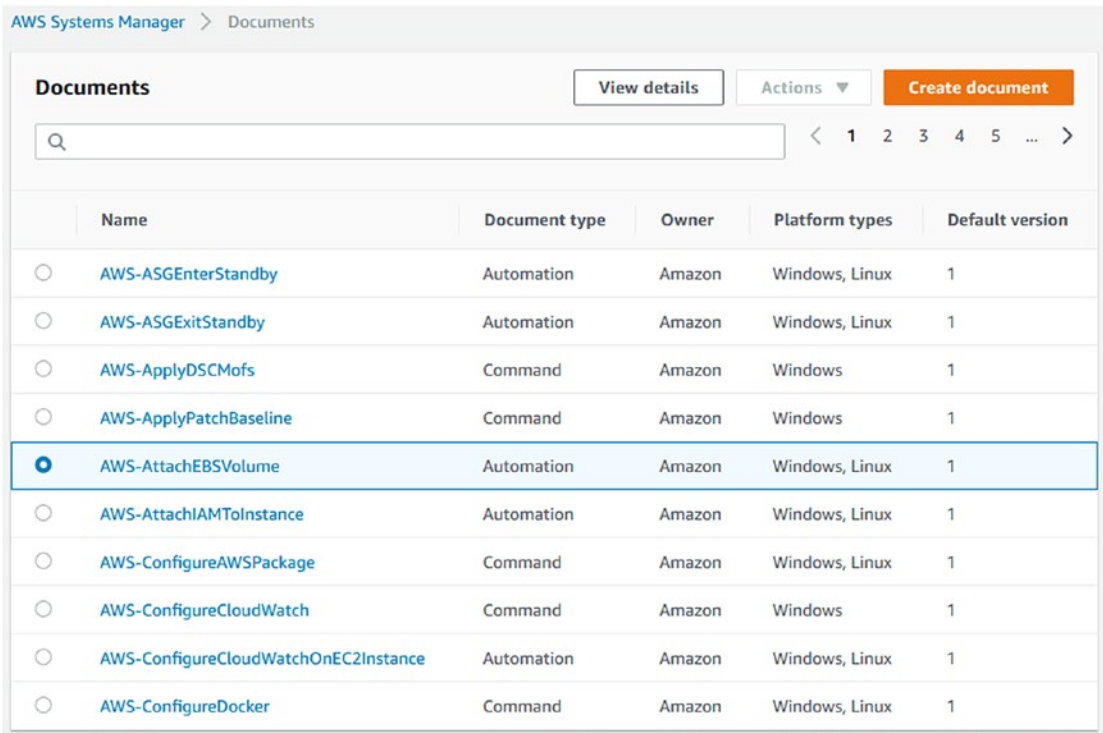 AWS Systems Manager > Documents
Documents View details Actions ▼ Create document
< 1 2 3 4 5 ... >
Name Document type Owner Platform types Default version
AWS-ASGEnterStandby Automation Amazon Windows, Linux 1
AWS-ASGExitStandby Automation Amazon Windows, Linux 1
AWS-ApplyDSCMofs Command Amazon Windows 1
AWS-ApplyPatchBaseline Command Amazon Windows 1
AWS-AttachEBSVolume Automation Amazon Windows, Linux 1
AWS-AttachIAMToInstance Automation Amazon Windows, Linux 1
AWS-ConfigureAWSPackage Command Amazon Windows, Linux 1
AWS-ConfigureCloudWatch Command Amazon Windows 1
AWS-ConfigureCloudWatchOnEC2Instance Automation Amazon Windows, Linux 1
AWS-ConfigureDocker Command Amazon Windows, Linux 1